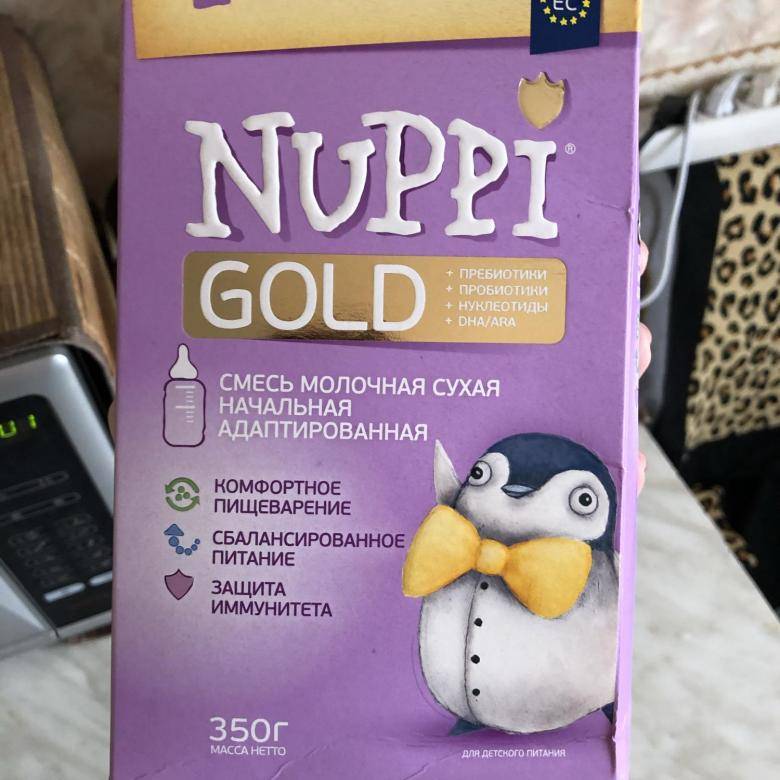 EC
NUPPI®
GOLD
+ ПРЕБИОТИКИ
+ ПРОБИОТИКИ
+ НУКЛЕОТИДЫ
+ DHA/ARA
СМЕСЬ МОЛОЧНАЯ СУХАЯ
НАЧАЛЬНАЯ
АДАПТИРОВАННАЯ
КОМФОРТНОЕ
ПИЩЕВАРЕНИЕ
СБАЛАНСИРОВАННОЕ
ПИТАНИЕ
ЗАЩИТА
ИММУНИТЕТА
350г
МАССА НЕТТО
ДЛЯ ДЕТСКОГО ПИТАНИЯ